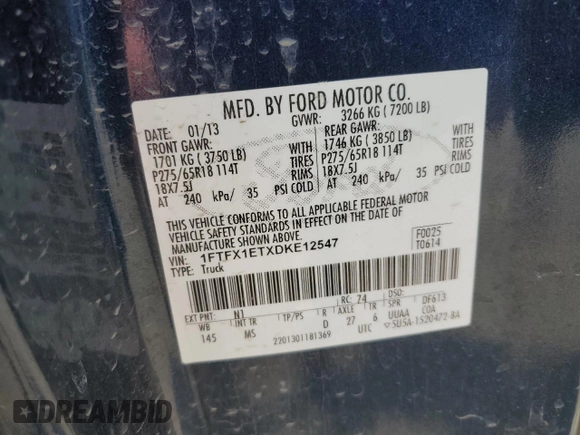 MFD. BY FORD MOTOR CO.
DATE: 01/13 GVWR: 3266 KG ( 7200 LB)
FRONT GAWR: REAR GAWR:
1701 KG ( 3750 LB) WITH 1746 KG ( 3850 LB) WITH
P275/65R18 114T TIRES P275/65R18 114T TIRES
18X7.5J RIMS 18X7.5J RIMS
AT 240 kPa/ 35 PSI COLD AT 240 kPa/ 35 PSI COLD
THIS VEHICLE CONFORMS TO ALL APPLICABLE FEDERAL MOTOR
VEHICLE SAFETY STANDARDS IN EFFECT ON THE DATE OF
MANUFACTURE SHOWN ABOVE.
VIN: 1FTFX1ETXDKE12547 F0025
TYPE: Truck T0614
EXT PNT: N1 RC: 74 DSO:
WB INT TR TP/PS R AXLE TR SPR DF613
145 MS D 27 6 UUAA COA
2201301181369 UTC 5U5A-1520472-BA
DREAMBID